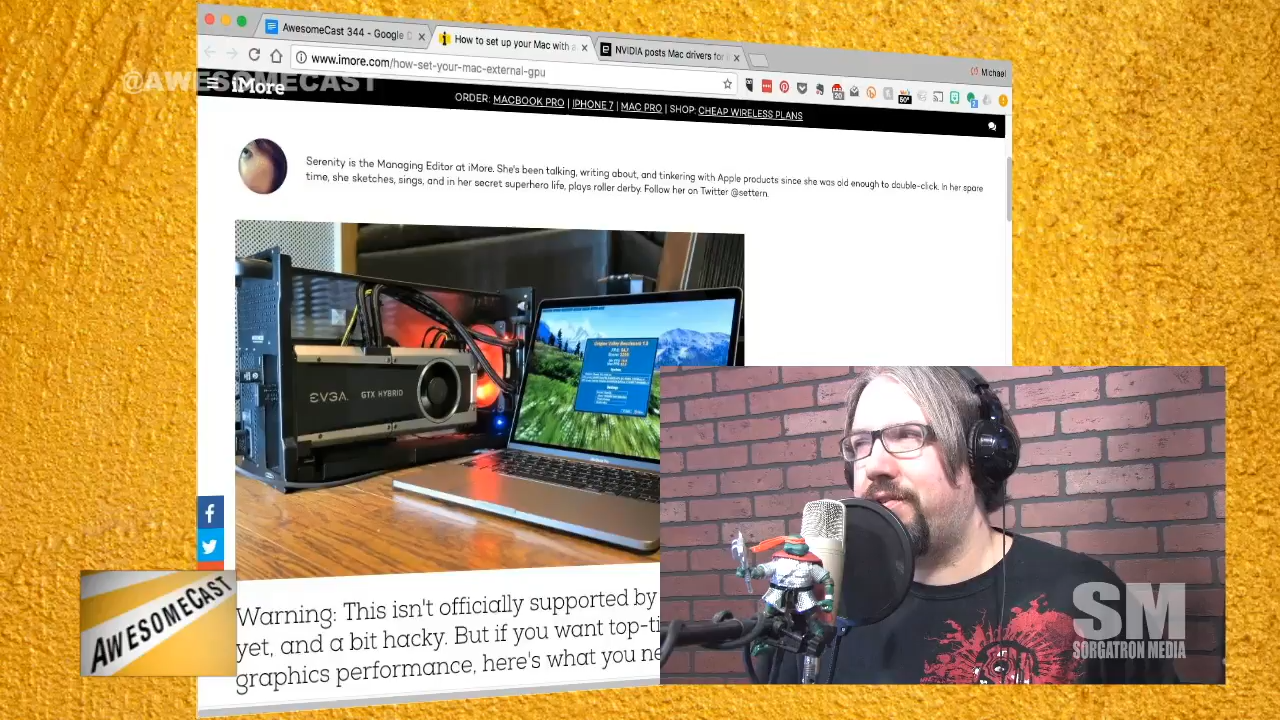 AwesomeCast 344 - Google D
How to set up your Mac with a
NVIDIA posts Mac drivers for
Michael
www.imore.com/how-set-your-mac-external-gpu
@AWESOMECAST
iMore
ORDER: MACBOOK PRO | IPHONE 7 | MAC PRO | SHOP: CHEAP WIRELESS PLANS
Serenity is the Managing Editor at iMore. She's been talking, writing about, and tinkering with Apple products since she was old enough to double-click. In her spare
time, she sketches, sings, and in her secret superhero life, plays roller derby. Follow her on Twitter @settern.
EVGA GTX HYBRID
Warning: This isn't officially supported by
yet, and a bit hacky. But if you want top-ti
graphics performance, here's what you ne
AWESOMECAST
SM
SORGATRON MEDIA